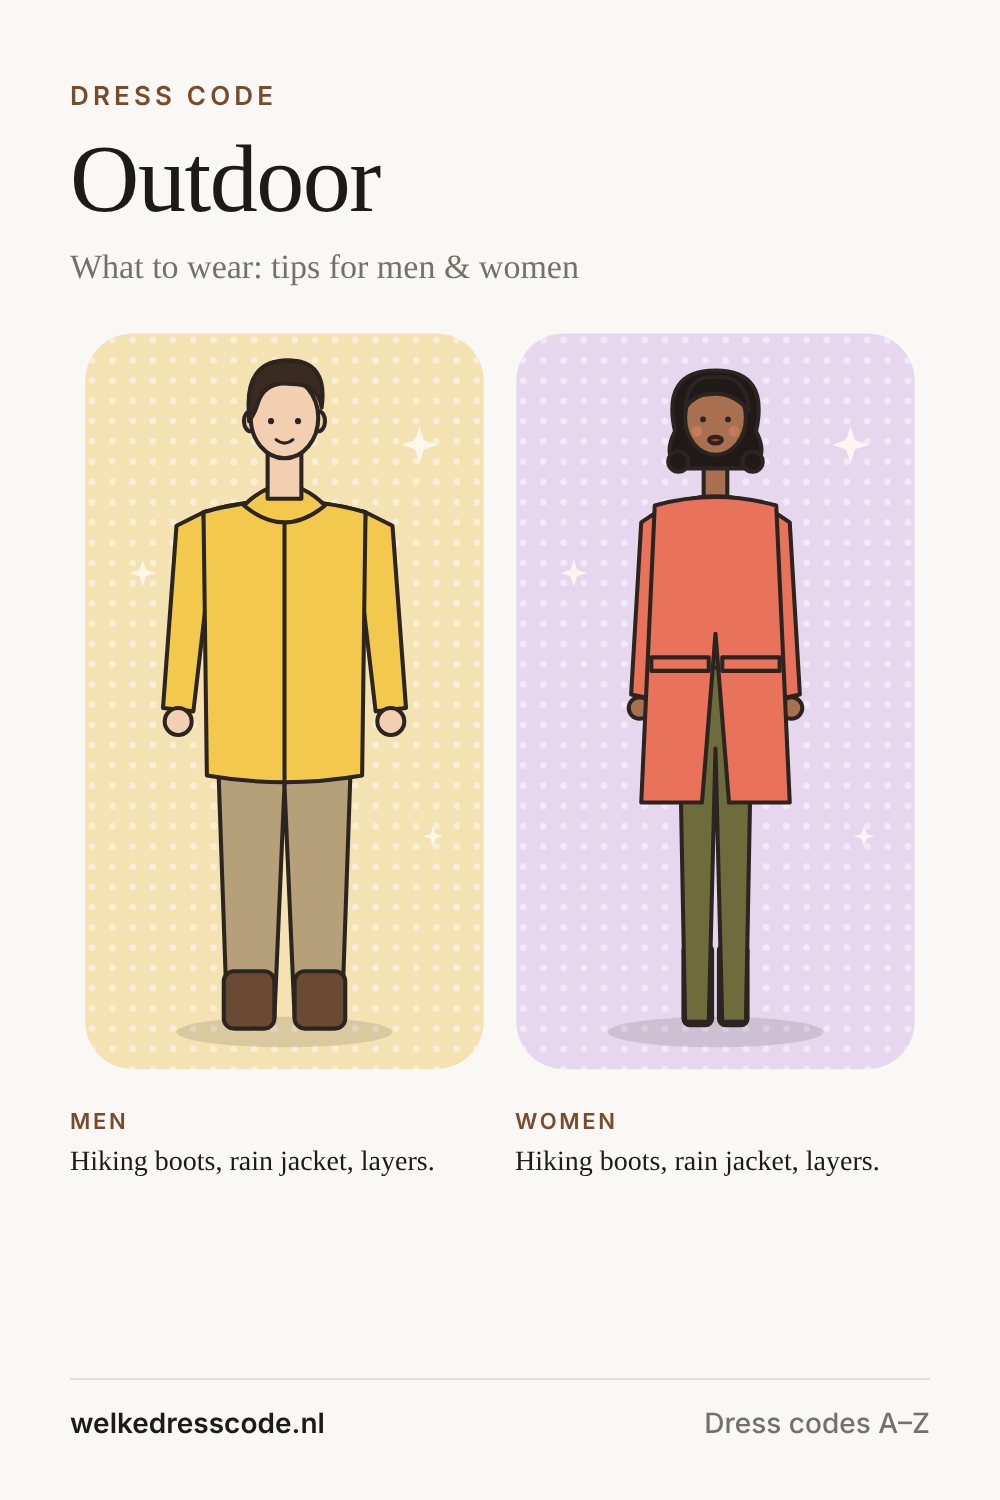 DRESS CODE
Outdoor
What to wear: tips for men & women
MEN
Hiking boots, rain jacket, layers.
WOMEN
Hiking boots, rain jacket, layers.
welkedresscode.nl
Dress codes A–Z